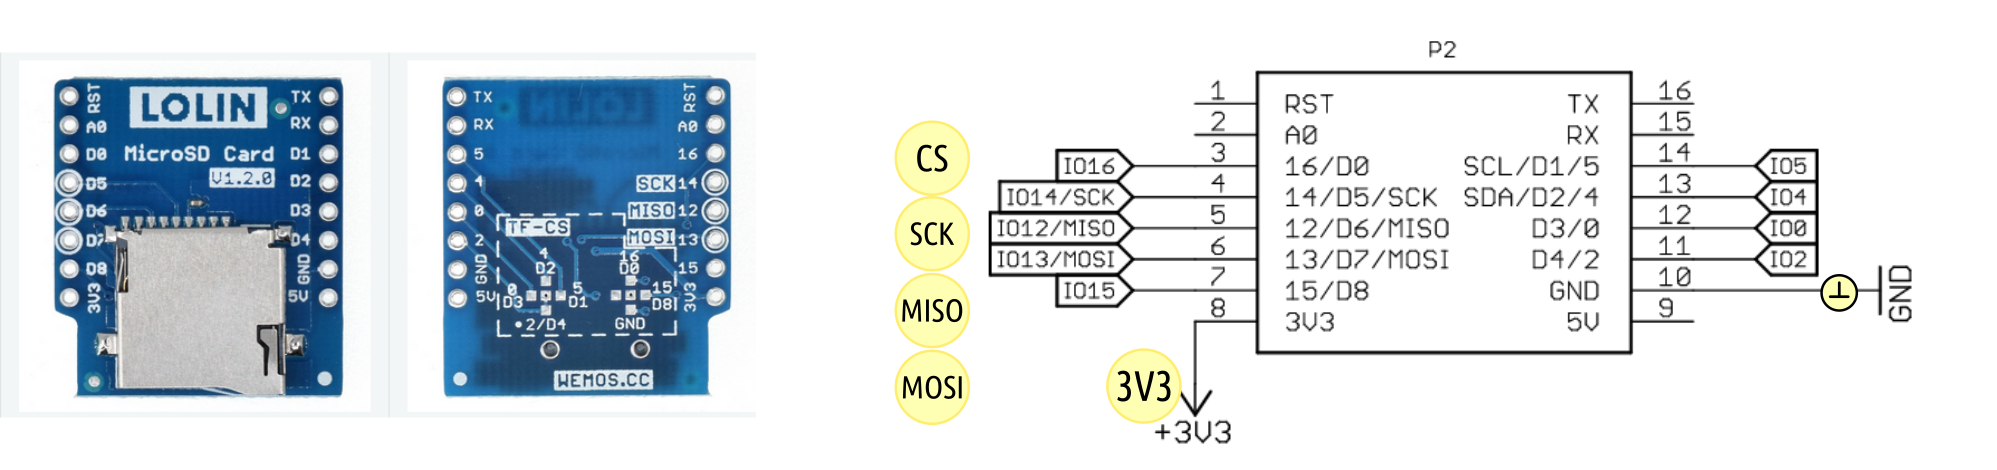 LOLIN
MicroSD Card
V1.2.0
RST
A0
D0
D5
D6
D7
D8
3V3
TX
RX
D1
D2
D3
D4
GND
5V
TX
RX
5
4
0
2
GND
5V
RST
A0
16
SCK 14
MISO 12
MOSI 13
15
3V3
TF-CS
4
D2
16
D0
0
D3
5
D1
15
D8
2/D4
GND
WEMOS.CC
CS
SCK
MISO
MOSI
3V3
+3V3
P2
1 RST TX 16
2 A0 RX 15
IO16 3 16/D0 SCL/D1/5 14 IO5
IO14/SCK 4 14/D5/SCK SDA/D2/4 13 IO4
IO12/MISO 5 12/D6/MISO D3/0 12 IO0
IO13/MOSI 6 13/D7/MOSI D4/2 11 IO2
IO15 7 15/D8 GND 10 GND
8 3V3 5V 9